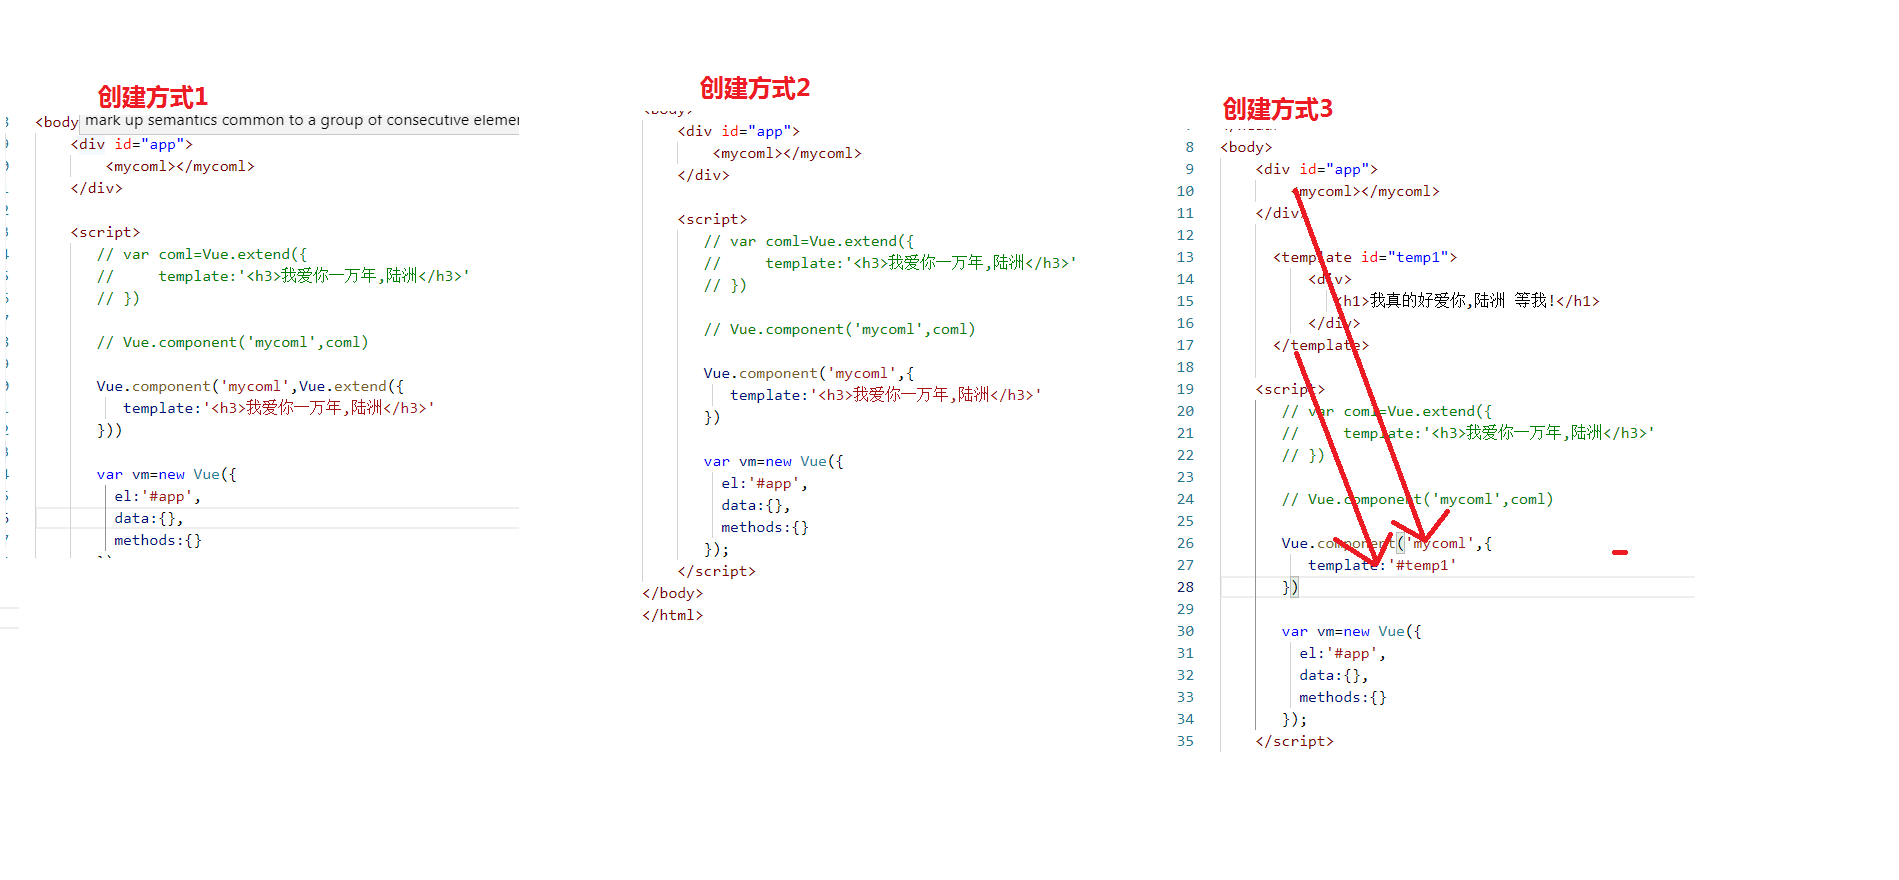 创建方式1
<body
mark up semantics common to a group of consecutive elemen
<div id="app">
<mycoml></mycoml>
</div>
<script>
// var coml=Vue.extend({
//     template:'<h3>我爱你一万年,陆洲</h3>'
// })
// Vue.component('mycoml',coml)
Vue.component('mycoml',Vue.extend({
template:'<h3>我爱你一万年,陆洲</h3>'
}))
var vm=new Vue({
el:'#app',
data:{},
methods:{}
创建方式2
<body>
<div id="app">
<mycoml></mycoml>
</div>
<script>
// var coml=Vue.extend({
//     template:'<h3>我爱你一万年,陆洲</h3>'
// })
// Vue.component('mycoml',coml)
Vue.component('mycoml',{
template:'<h3>我爱你一万年,陆洲</h3>'
})
var vm=new Vue({
el:'#app',
data:{},
methods:{}
});
</script>
</body>
</html>
创建方式3
8 <body>
9 <div id="app">
10 <mycoml></mycoml>
11 </div>
12
13 <template id="temp1">
14 <div>
15 <h1>我真的好爱你,陆洲 等我!</h1>
16 </div>
17 </template>
18
19 <script>
20 // var coml=Vue.extend({
21 //     template:'<h3>我爱你一万年,陆洲</h3>'
22 // })
23
24 // Vue.component('mycoml',coml)
25
26 Vue.component('mycoml',{
27 template:'#temp1'
28 })
29
30 var vm=new Vue({
31 el:'#app',
32 data:{},
33 methods:{}
34 });
35 </script>